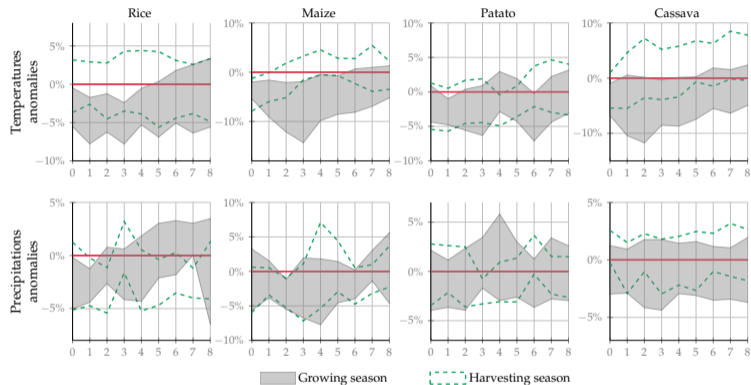 Rice Maize Patato Cassava
Temperatures
anomalies
5% 10% 10% 10%
0% 0% 5% 0%
−5% −10% 0% −10%
−10% −5%
−10%
0 1 2 3 4 5 6 7 8 0 1 2 3 4 5 6 7 8 0 1 2 3 4 5 6 7 8 0 1 2 3 4 5 6 7 8
Precipitations
anomalies
5% 10% 5% 5%
0% 5% 0% 0%
−5% 0% −5% −5%
−5%
−10%
0 1 2 3 4 5 6 7 8 0 1 2 3 4 5 6 7 8 0 1 2 3 4 5 6 7 8 0 1 2 3 4 5 6 7 8
Growing season Harvesting season